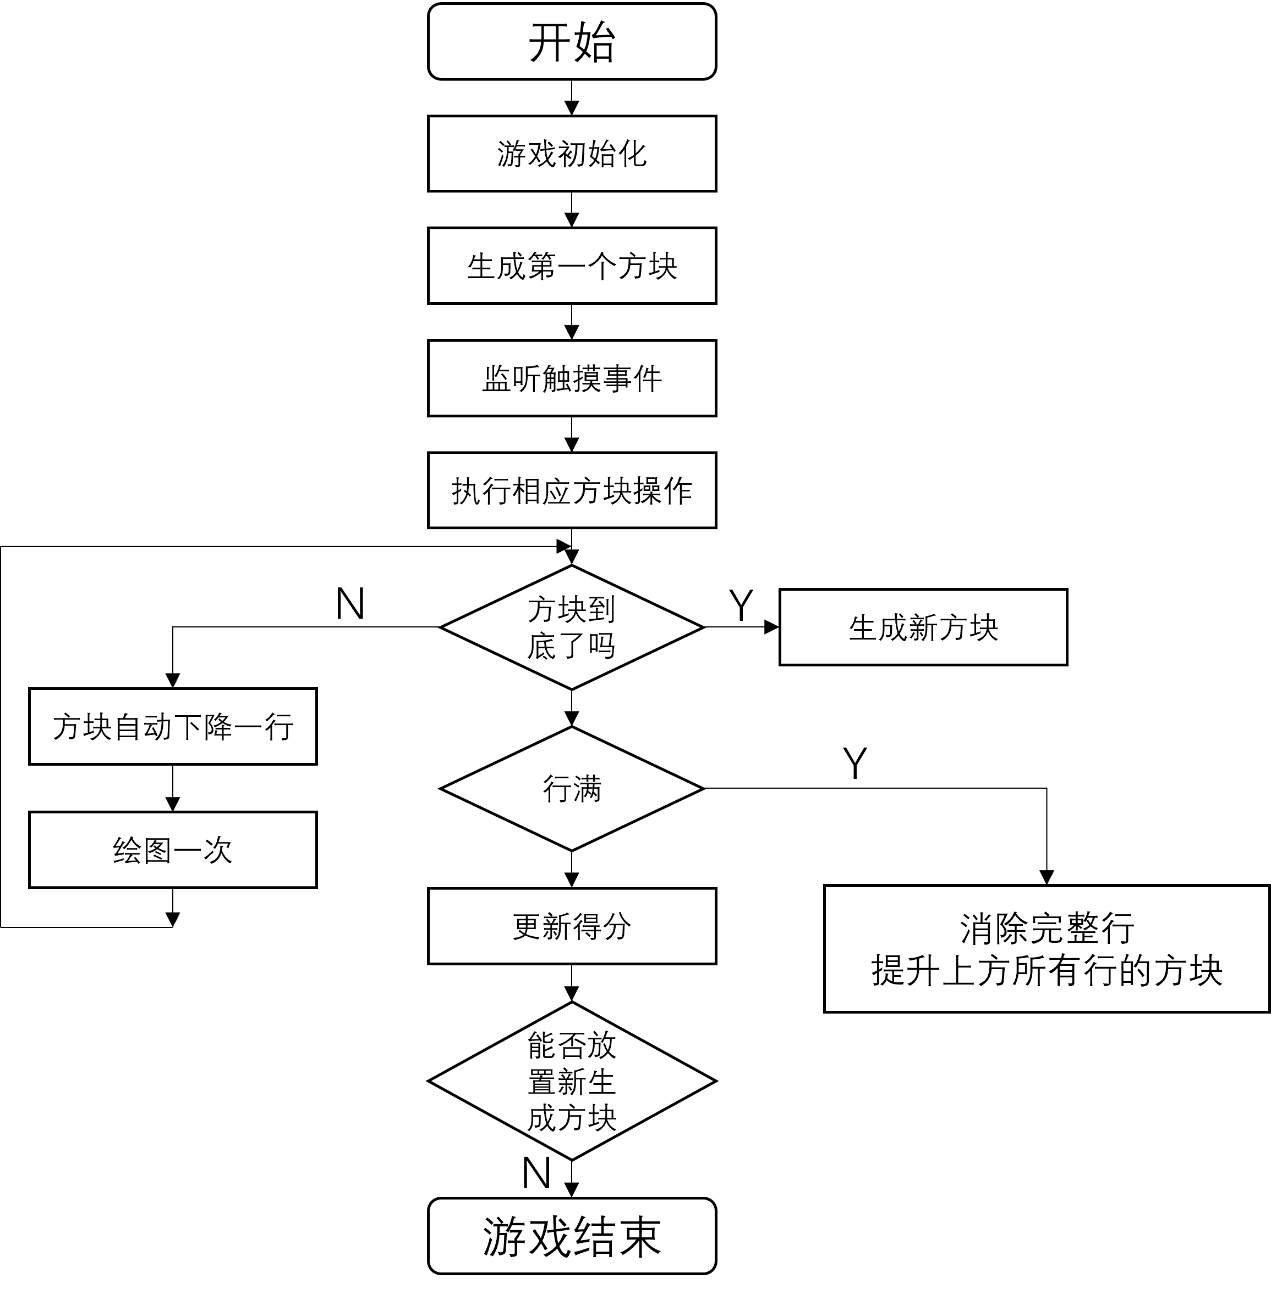 开始
游戏初始化
生成第一个方块
监听触摸事件
执行相应方块操作
N
方块到
底了吗
Y
生成新方块
方块自动下降一行
行满
Y
绘图一次
更新得分
消除完整行
提升上方所有行的方块
能否放
置新生
成方块
N
游戏结束